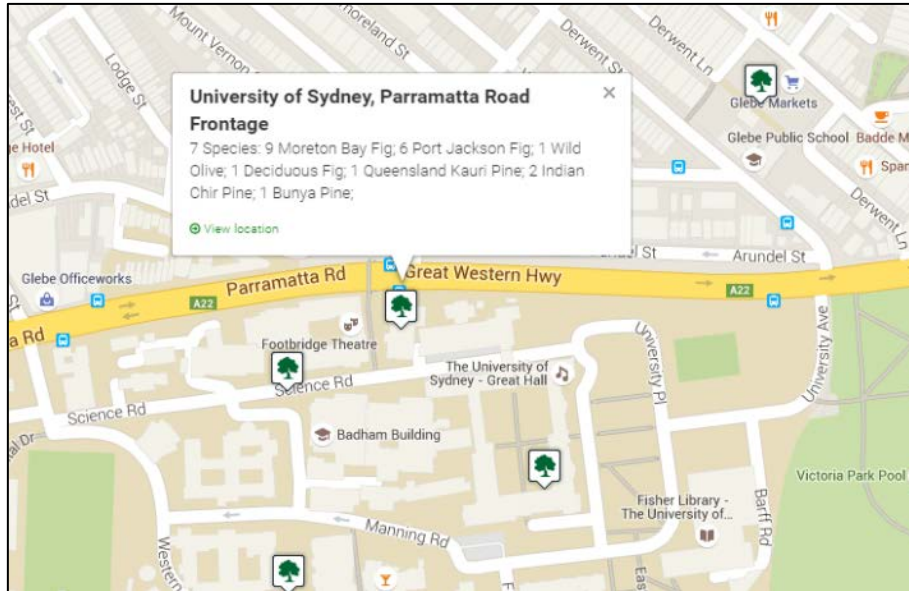 Mount Vernon
moreland St
Derwent Ln
Derwent St
Lodge St
Glebe Markets
University of Sydney, Parramatta Road
Frontage
7 Species: 9 Moreton Bay Fig; 6 Port Jackson Fig; 1 Wild
Olive; 1 Deciduous Fig; 1 Queensland Kauri Pine; 2 Indian
Chir Pine; 1 Bunya Pine;
View location
Glebe Public School
Badde M
e Hotel
Span
del St
Derwent Ln
Arundel St
Glebe Officeworks
Parramatta Rd
Great Western Hwy
A22
A22
a Rd
Footbridge Theatre
University Pl
University Ave
The University of
Sydney - Great Hall
Science Rd
Science Rd
Badham Building
Victoria Park Pool
Fisher Library -
The University of...
Manning Rd
Barff Rd
Western